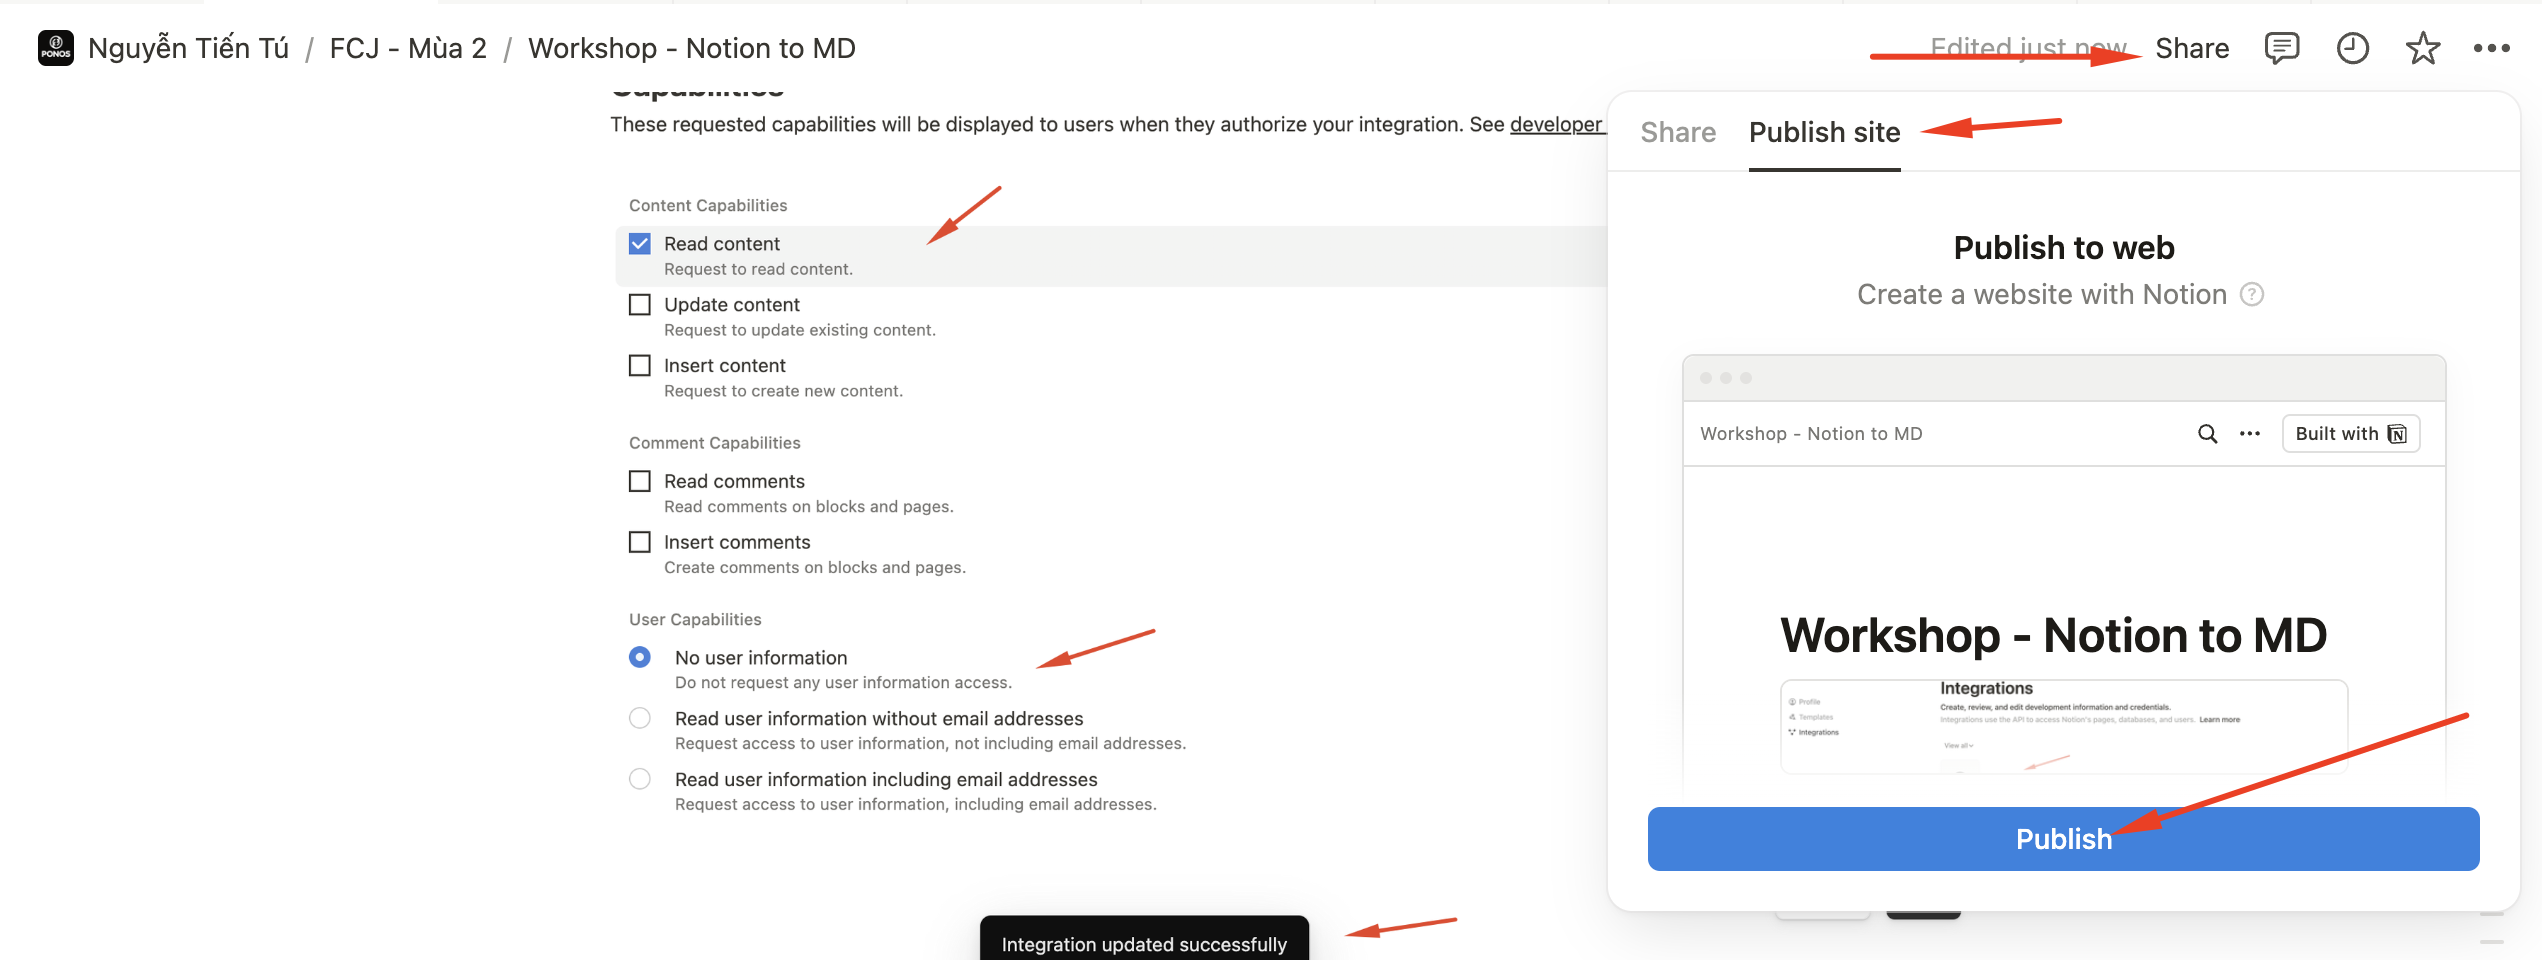 PONOS
Nguyễn Tiến Tú / FCJ - Mùa 2 / Workshop - Notion to MD
Edited just now
Share
Capabilities
These requested capabilities will be displayed to users when they authorize your integration. See developer
Content Capabilities
Read content
Request to read content.
Update content
Request to update existing content.
Insert content
Request to create new content.
Comment Capabilities
Read comments
Read comments on blocks and pages.
Insert comments
Create comments on blocks and pages.
User Capabilities
No user information
Do not request any user information access.
Read user information without email addresses
Request access to user information, not including email addresses.
Read user information including email addresses
Request access to user information, including email addresses.
Integration updated successfully
Share Publish site
Publish to web
Create a website with Notion ?
Workshop - Notion to MD
Built with N
Workshop - Notion to MD
Profile
Templates
Integrations
Integrations
Create, review, and edit development information and credentials.
Integrations use the API to access Notion's pages, databases, and users. Learn more
View all
Publish